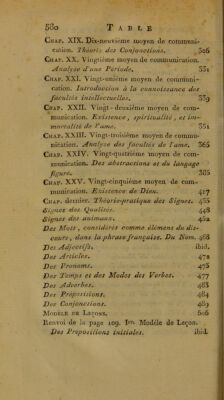 580 TABLE
CHAP. XIX. Dix-neuvième moyen de communi-
cation. Théorie des Conjonctions. 306
CHAP. XX. Vingtième moyen de communication.
Analyse d'une Période. 331
CHAP. XXI. Vingt-unième moyen de communi-
cation. Introduction à la connoissance des
facultés intellectuelles. 339
CHAP. XXII. Vingt-deuxième moyen de com-
munication. Existence, spiritualité, et im-
mortalité de l'ame. 351
CHAP. XXIII. Vingt-troisième moyen de commu-
nication. Analyse des facultés de l'ame. 365
CHAP. XXIV. Vingt-quatrième moyen de com-
munication. Des abstractions et du langage
figuré. 385
CHAP. XXV. Vingt-cinquième moyen de com-
munication. Existence de Dieu. 417
CHAP. dernier. Théorie-pratique des Signes. 435
Signes des Qualités. 448
Signes des animaux. 462
Des Mots, considérés comme élémens du dis-
cours, dans la phrase française. Du Nom. 468
Des Adjectifs. ibid.
Des Articles. 472
Des Pronoms. 475
Des Temps et des Modes des Verbes. 477
Des Adverbes. 483
Des Prépositions. 484
Des Conjonctions. 489
MODÈLE DE LEÇONS. 506
Renvoi de la page 109. Ier. Modèle de Leçon.
Des Propositions initiales. ibid.